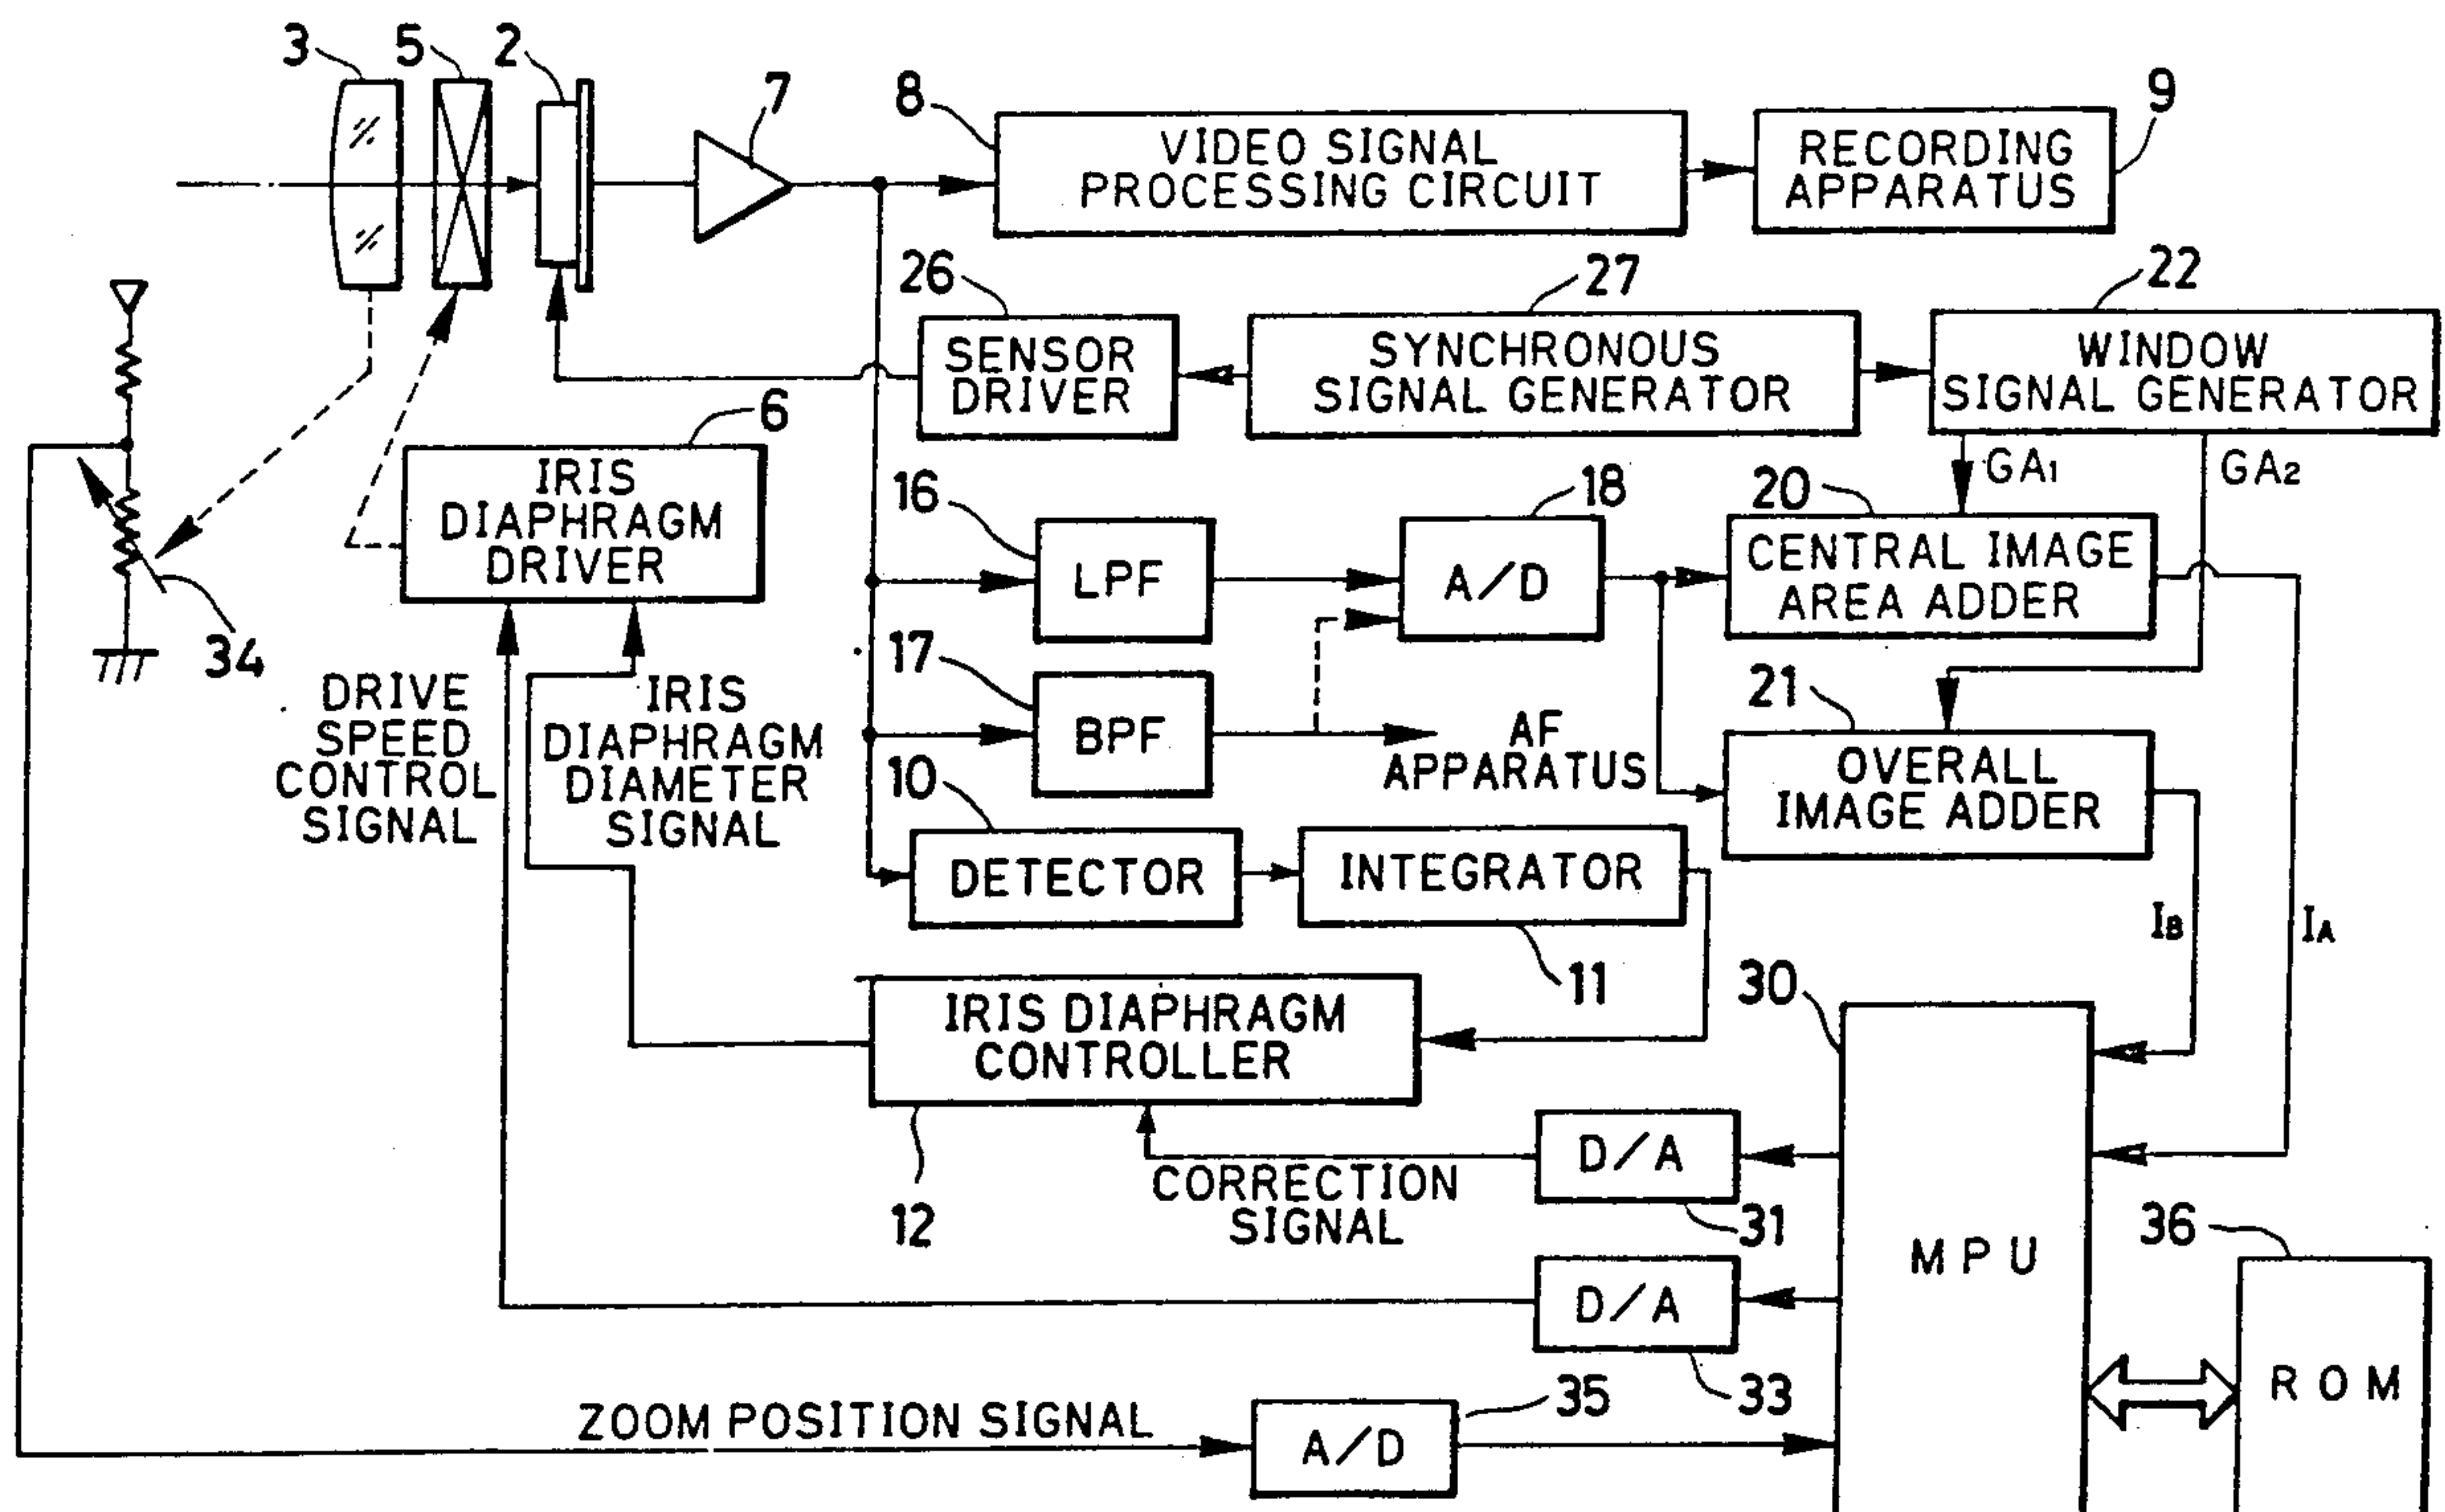 3
5
2
7
8
VIDEO SIGNAL
PROCESSING CIRCUIT
RECORDING
APPARATUS
9
26
SENSOR
DRIVER
27
SYNCHRONOUS
SIGNAL GENERATOR
22
WINDOW
SIGNAL GENERATOR
GA1
GA2
6
IRIS
DIAPHRAGM
DRIVER
34
16
LPF
18
A/D
20
CENTRAL IMAGE
AREA ADDER
17
BPF
AF
APPARATUS
21
OVERALL
IMAGE ADDER
DRIVE
SPEED
CONTROL
SIGNAL
IRIS
DIAPHRAGM
DIAMETER
SIGNAL
10
DETECTOR
INTEGRATOR
11
IB
IA
IRIS DIAPHRAGM
CONTROLLER
12
30
MPU
D/A
31
CORRECTION
SIGNAL
D/A
33
36
ROM
ZOOM POSITION SIGNAL
35
A/D